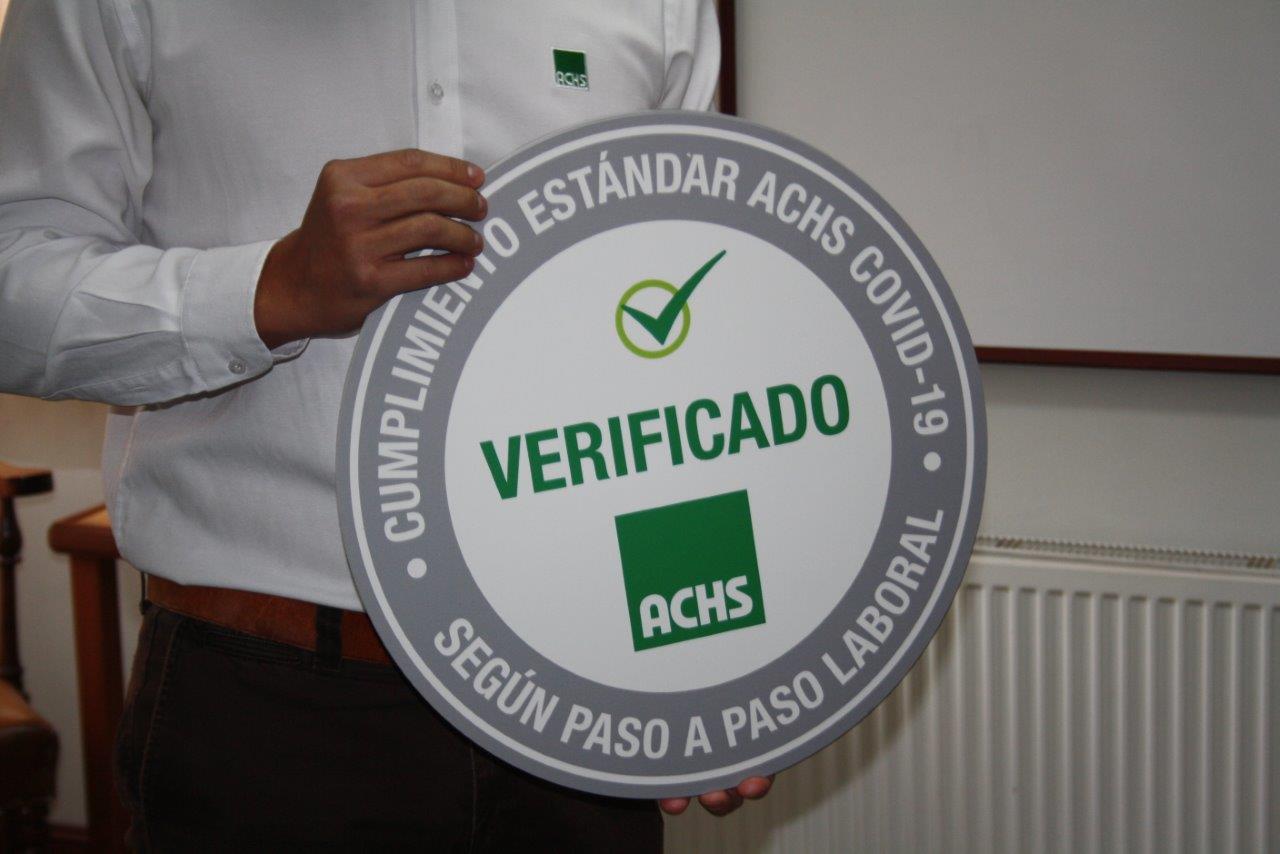 ACHS
• CUMPLIMIENTO ESTÁNDAR ACHS COVID-19 •
VERIFICADO
ACHS
SEGÚN PASO A PASO LABORAL